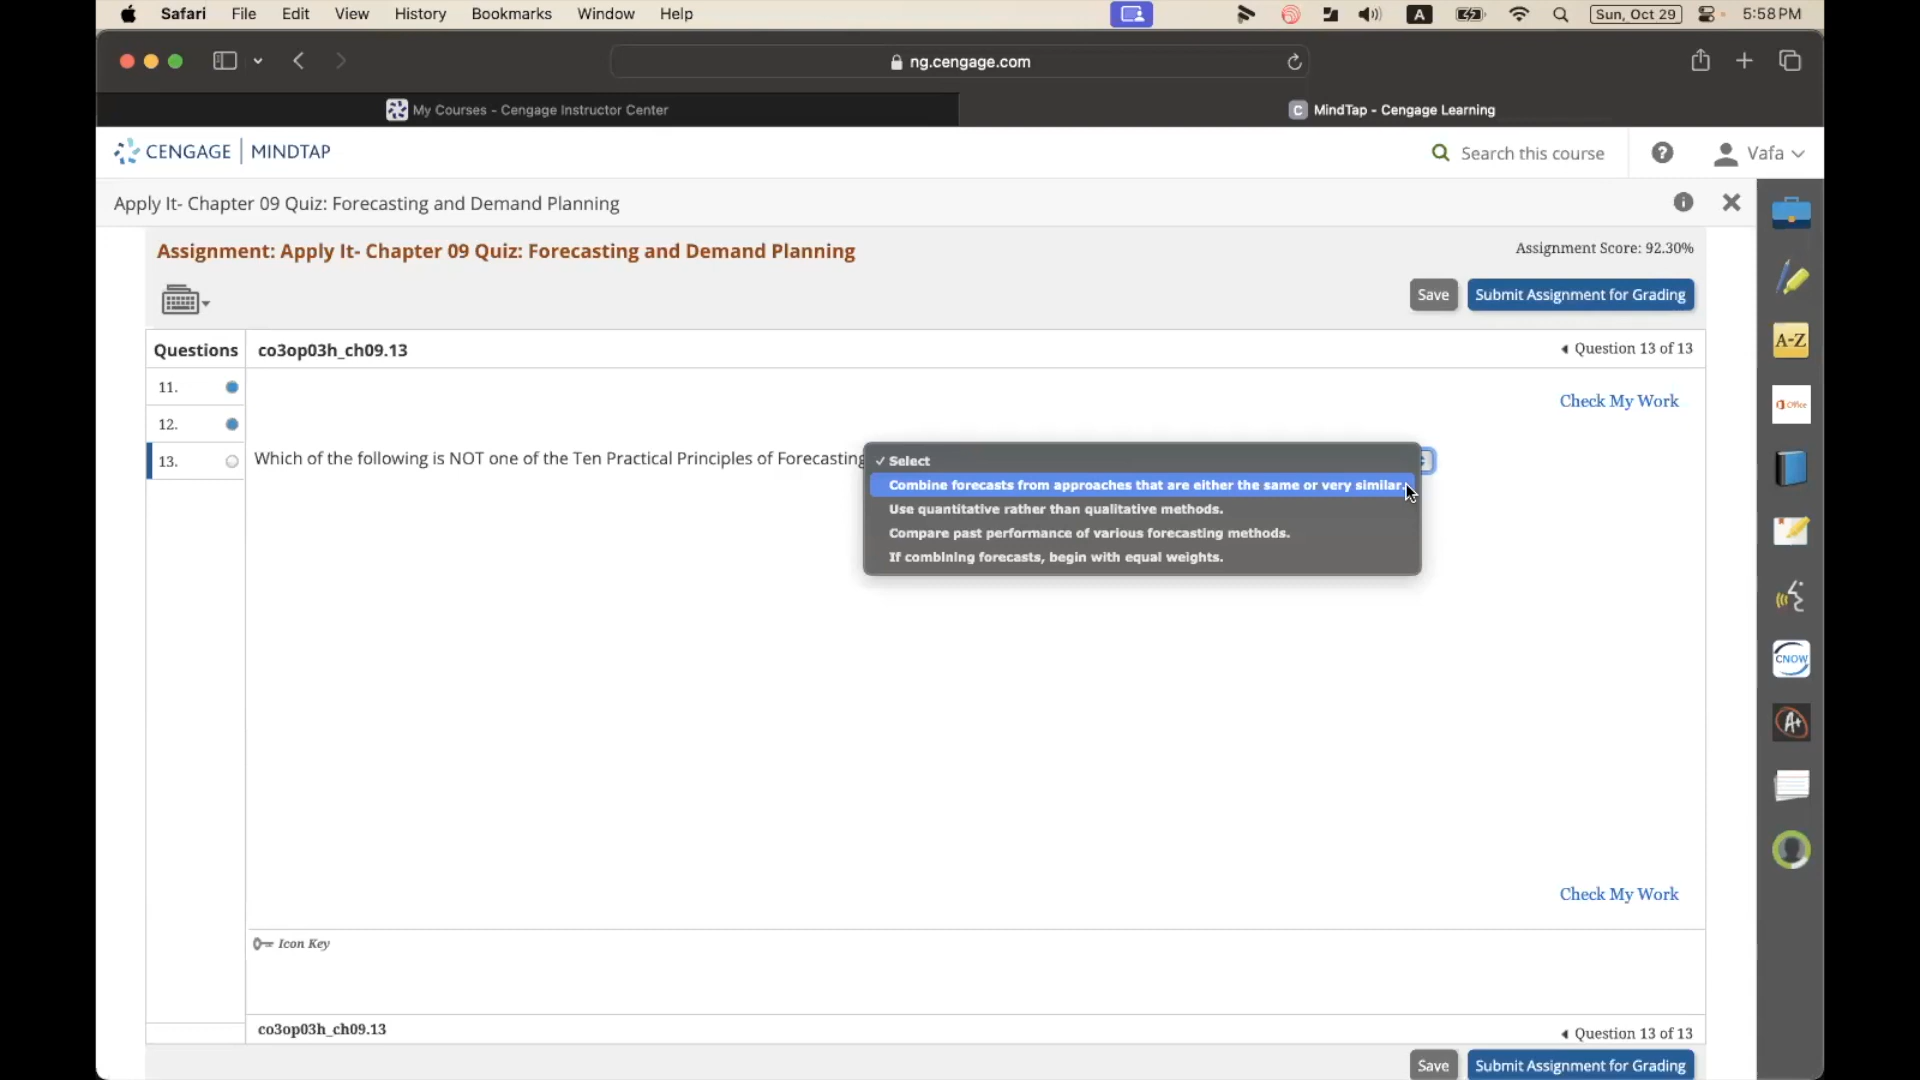 Safari File Edit View History Bookmarks Window Help A Sun, Oct 29 5:58 PM
ng.cengage.com
My Courses - Cengage Instructor Center
C MindTap - Cengage Learning
CENGAGE | MINDTAP
Search this course
Vafa
Apply It- Chapter 09 Quiz: Forecasting and Demand Planning
Assignment: Apply It- Chapter 09 Quiz: Forecasting and Demand Planning
Assignment Score: 92.30%
Save Submit Assignment for Grading
Questions co3op03h_ch09.13
Question 13 of 13
11.
12.
13.
Check My Work
Which of the following is NOT one of the Ten Practical Principles of Forecasting
✓ Select
Combine forecasts from approaches that are either the same or very similar.
Use quantitative rather than qualitative methods.
Compare past performance of various forecasting methods.
If combining forecasts, begin with equal weights.
Check My Work
Icon Key
co3op03h_ch09.13
Question 13 of 13
Save Submit Assignment for Grading
A-Z
Office
CNOW
A+